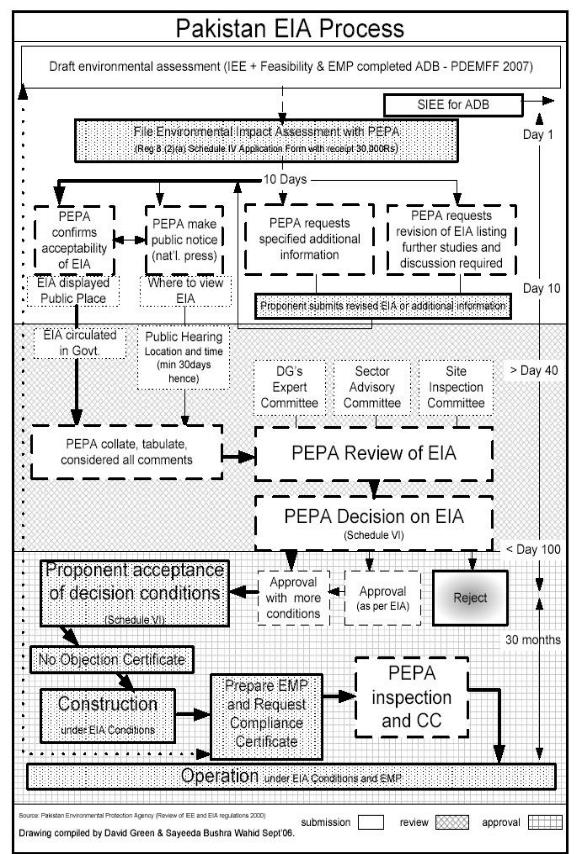 Pakistan EIA Process
Draft environmental assessment (IEE + Feasibility & EMP completed ADB - PDEMFF 2007)
SIEE for ADB
Day 1
File Environmental Impact Assessment with PEPA
(Reg 8 (2)(a) Schedule IV Application Form with receipt 30,000Rs)
10 Days
PEPA
confirms
acceptability
of EIA
PEPA make
public notice
(nat'l. press)
PEPA requests
specified additional
information
PEPA requests
revision of EIA listing
further studies and
discussion required
EIA displayed
Public Place
Where to view
EIA
Day 10
Proponent submits revised EIA or additional information
EIA circulated
in Govt.
Public Hearing
Location and time
(min 30days
hence)
> Day 40
DG's
Expert
Committee
Sector
Advisory
Committee
Site
Inspection
Committee
PEPA collate, tabulate,
considered all comments
PEPA Review of EIA
PEPA Decision on EIA
(Schedule VI)
< Day 100
Proponent acceptance
of decision conditions
(Schedule VI)
Approval
with more
conditions
Approval
(as per EIA)
Reject
30 months
No Objection Certificate
Construction
under EIA Conditions
Prepare EMP
and Request
Compliance
Certificate
PEPA
inspection
and CC
Operation under EIA Conditions and EMP
Source: Pakistan Environmental Protection Agency (Review of IEE and EIA regulations 2000)
Drawing compiled by David Green & Sayeeda Bushra Wahid Sept'06.
submission
review
approval